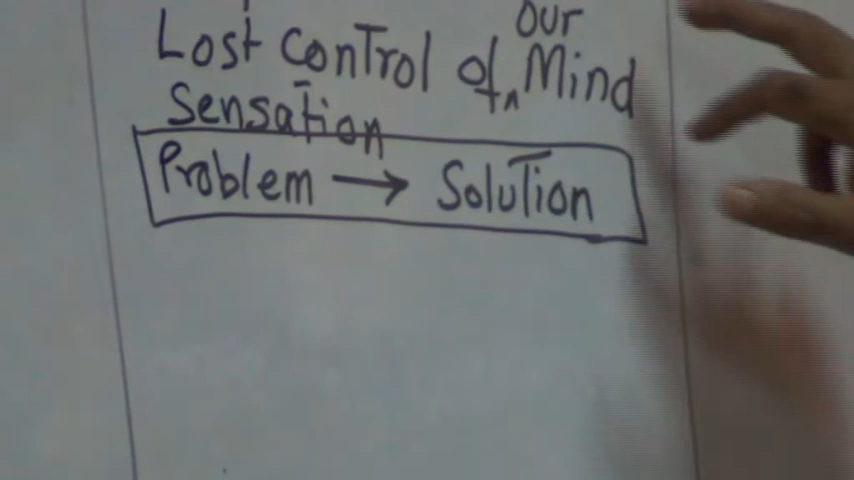 Lost control of our Mind
Sensation
Problem → Solution